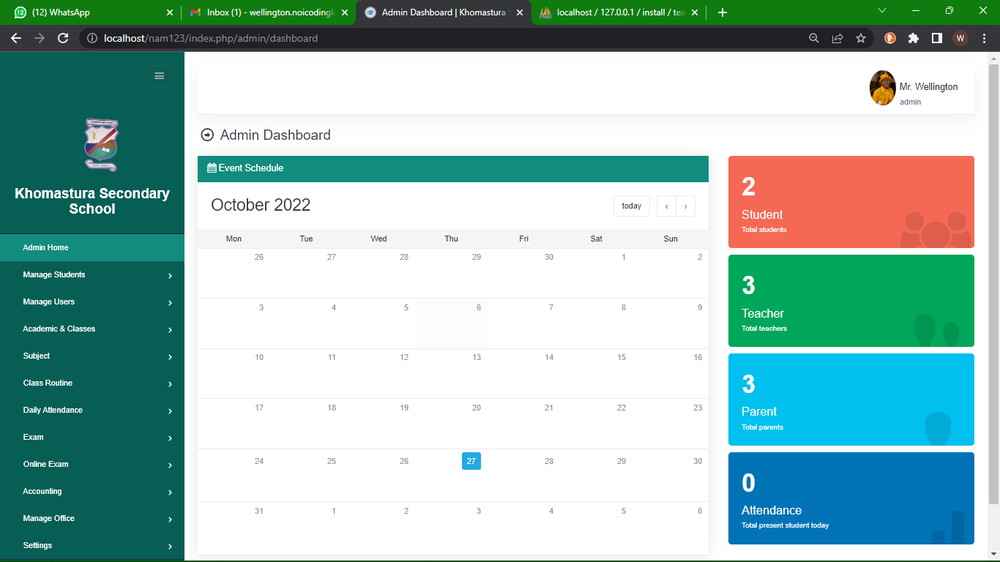 (12) WhatsApp
Inbox (1) - wellington.noicodingk
Admin Dashboard | Khomastura S
localhost / 127.0.0.1 / install / tea
localhost/nam123/index.php/admin/dashboard
W
Mr. Wellington
admin
Khomastura Secondary
School
Admin Home
Manage Students
Manage Users
Academic & Classes
Subject
Class Routine
Daily Attendance
Exam
Online Exam
Accounting
Manage Office
Settings
Admin Dashboard
Event Schedule
October 2022
today
Mon Tue Wed Thu Fri Sat Sun
26 27 28 29 30 1 2
3 4 5 6 7 8 9
10 11 12 13 14 15 16
17 18 19 20 21 22 23
24 25 26 27 28 29 30
31 1 2 3 4 5 6
2
Student
Total students
3
Teacher
Total teachers
3
Parent
Total parents
0
Attendance
Total present student today